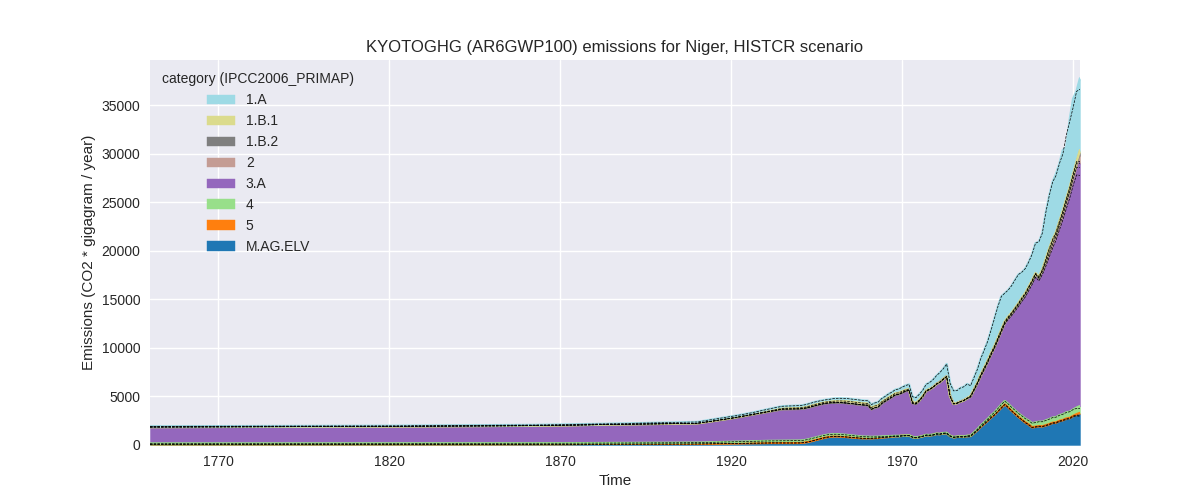 KYOTOGHG (AR6GWP100) emissions for Niger, HISTCR scenario
category (IPCC2006_PRIMAP)
1.A
1.B.1
1.B.2
2
3.A
4
5
M.AG.ELV
Emissions (CO2 * gigagram / year)
35000
30000
25000
20000
15000
10000
5000
0
1770
1820
1870
1920
1970
2020
Time